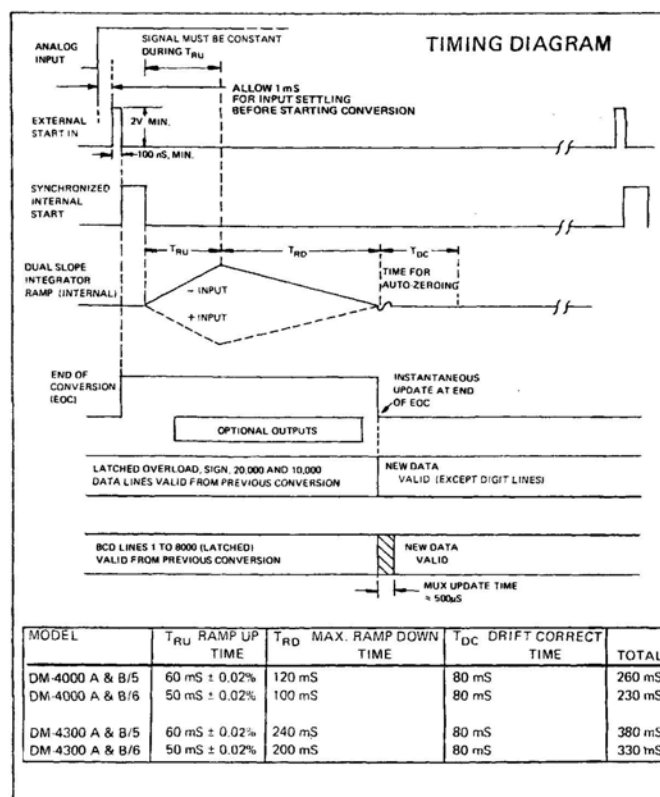 TIMING DIAGRAM
ANALOG
INPUT
SIGNAL MUST BE CONSTANT
DURING TRU
ALLOW 1 mS
FOR INPUT SETTLING
BEFORE STARTING CONVERSION
EXTERNAL
START IN
2V MIN.
100 nS, MIN.
SYNCHRONIZED
INTERNAL
START
TRU TRD TDC
DUAL SLOPE
INTEGRATOR
RAMP (INTERNAL)
- INPUT
+ INPUT
TIME FOR
AUTO-ZEROING
END OF
CONVERSION
(EOC)
INSTANTANEOUS
UPDATE AT END
OF EOC
OPTIONAL OUTPUTS
LATCHED OVERLOAD, SIGN, 20,000 AND 10,000
DATA LINES VALID FROM PREVIOUS CONVERSION
NEW DATA
VALID (EXCEPT DIGIT LINES)
BCD LINES 1 TO 8000 (LATCHED)
VALID FROM PREVIOUS CONVERSION
NEW DATA
VALID
MUX UPDATE TIME
≈ 500µS
MODEL TRU RAMP UP TIME TRD MAX. RAMP DOWN TIME TDC DRIFT CORRECT TIME TOTAL
DM-4000 A & B/5 60 mS ± 0.02% 120 mS 80 mS 260 mS
DM-4000 A & B/6 50 mS ± 0.02% 100 mS 80 mS 230 mS
DM-4300 A & B/5 60 mS ± 0.02% 240 mS 80 mS 380 mS
DM-4300 A & B/6 50 mS ± 0.02% 200 mS 80 mS 330 mS